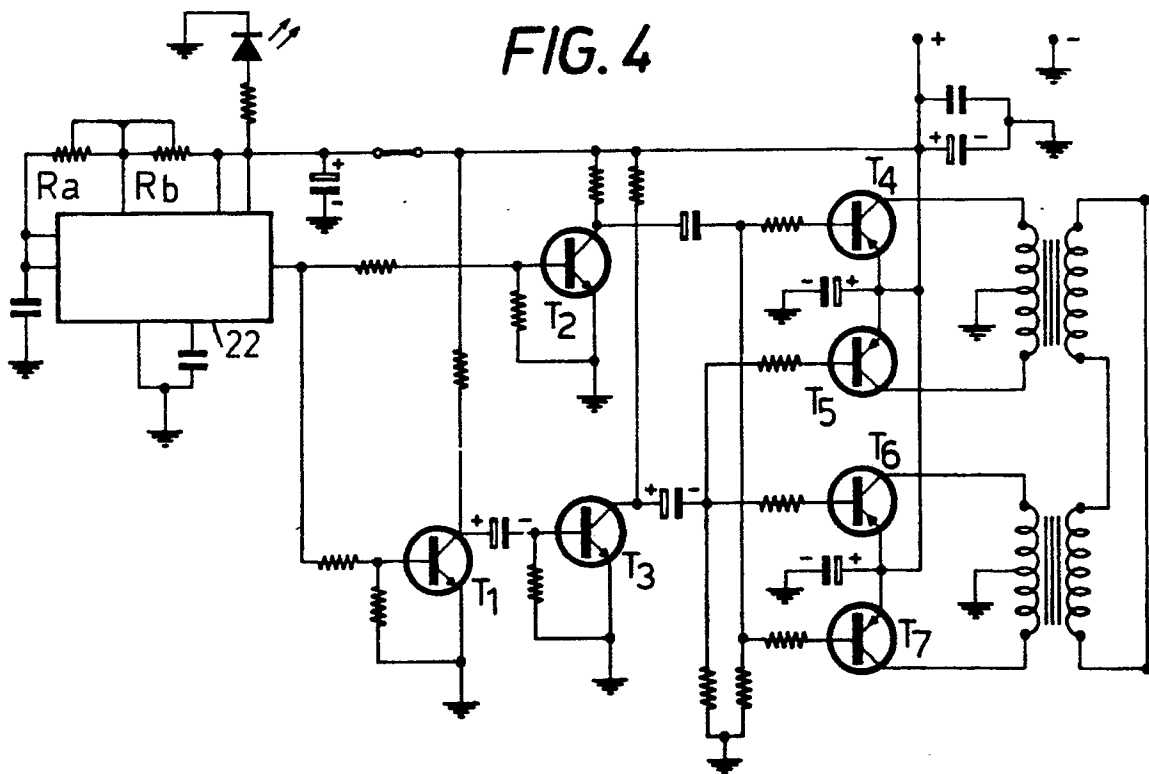 FIG. 4
+ -
+ -
Ra Rb
+
-
T4
- +
T2
22
T5
T6
+ -
+ -
T3
T1
- +
T7